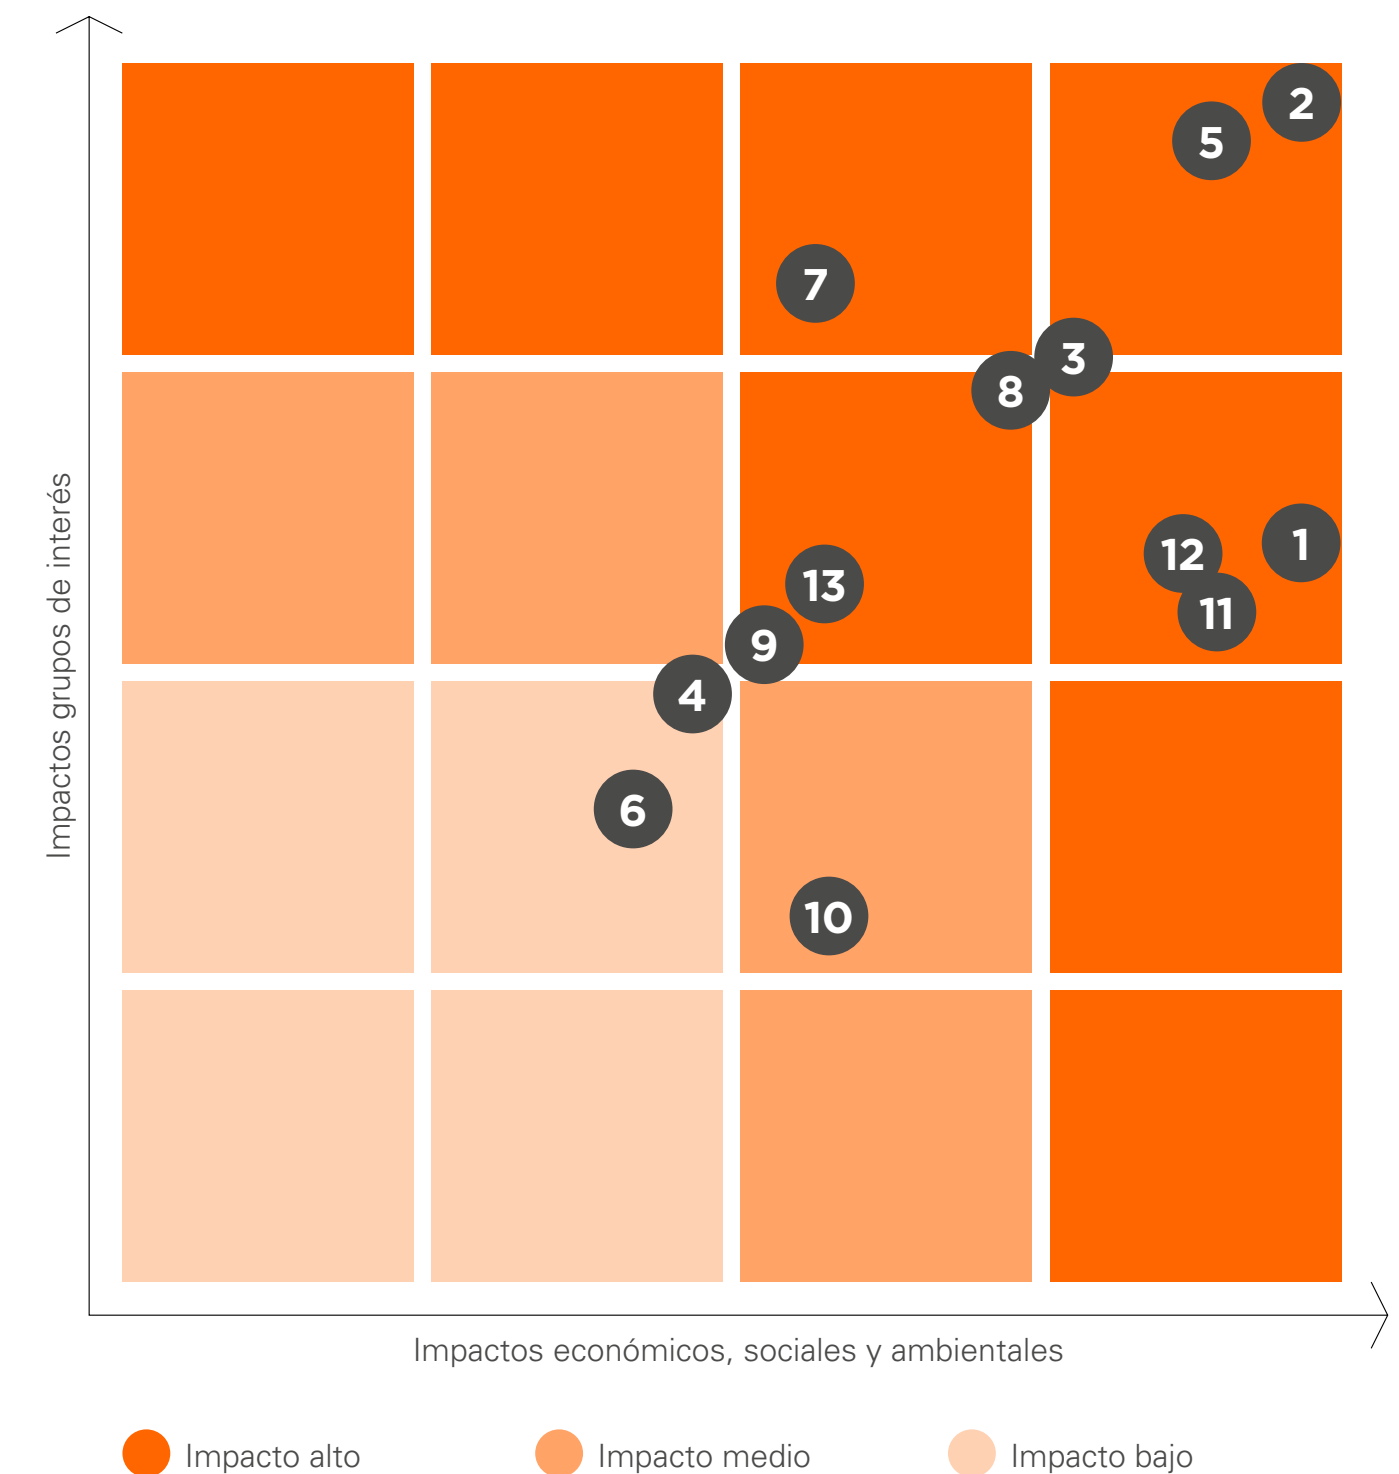 2
5
7
3
8
1
12
13
11
9
4
6
10
Impactos grupos de interés
Impactos económicos, sociales y ambientales
Impacto alto
Impacto medio
Impacto bajo